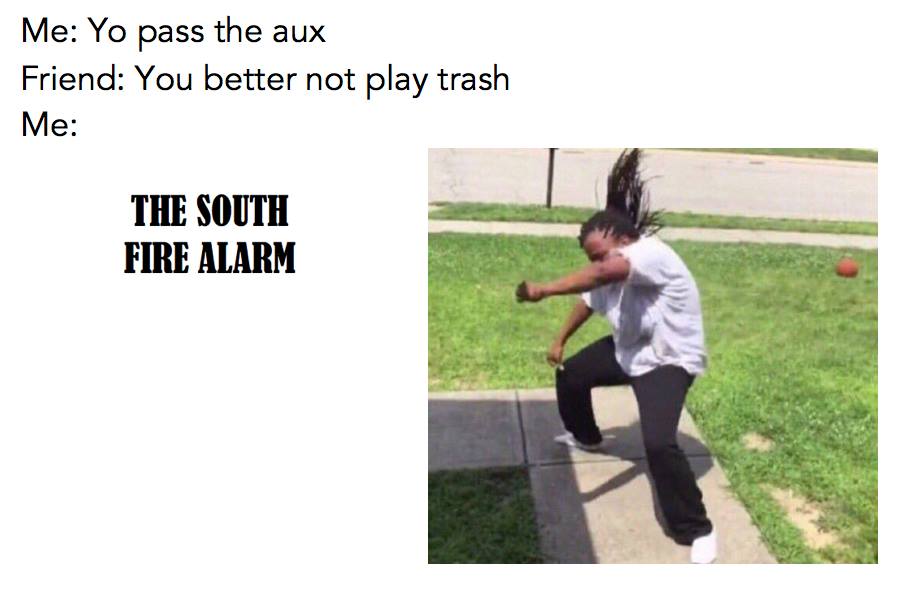 Me: Yo pass the aux
Friend: You better not play trash
Me:
THE SOUTH
FIRE ALARM